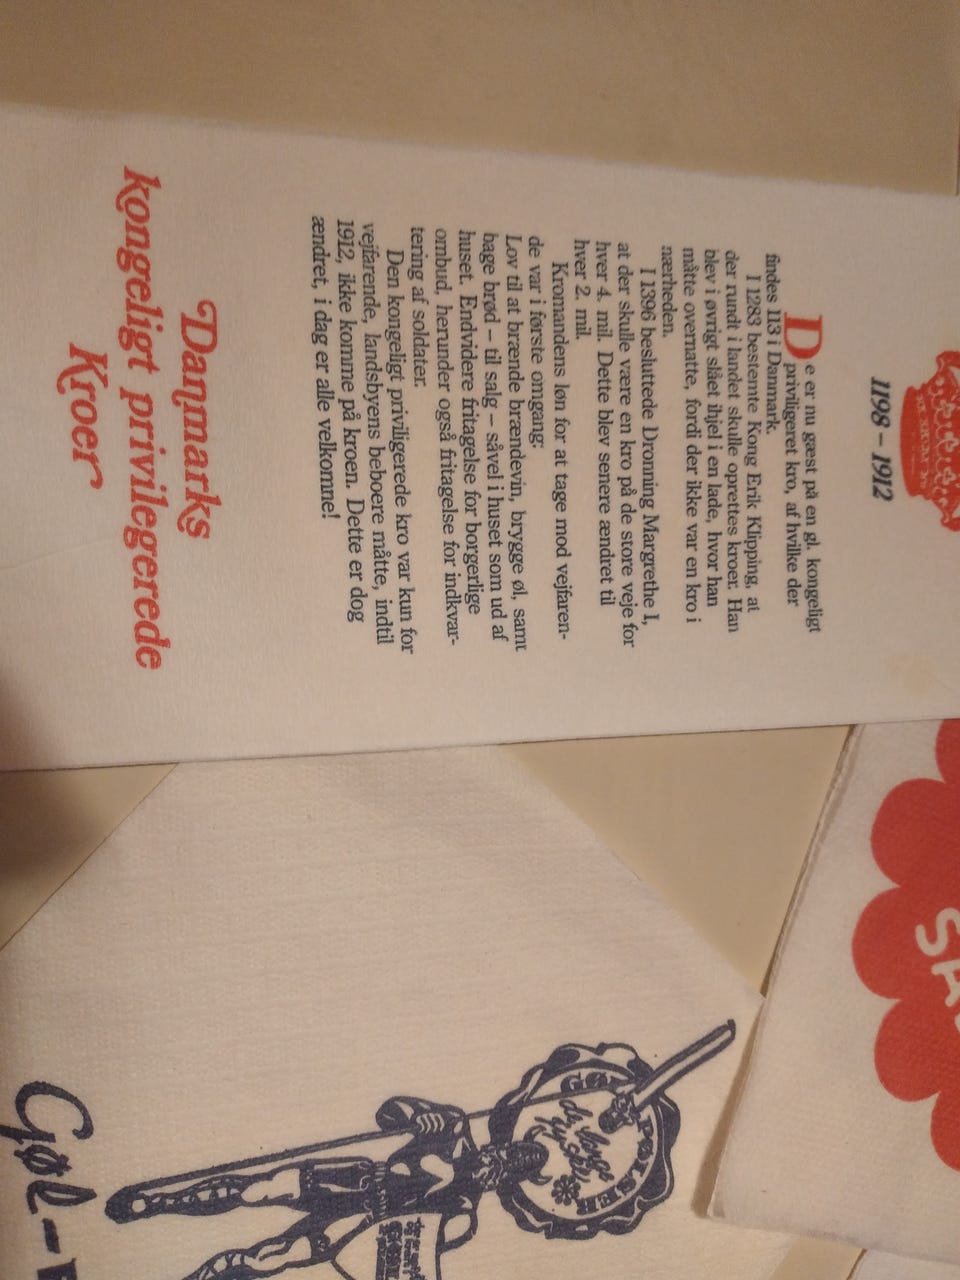 1198 – 1912
De er nu gæst på en gl. kongeligt
priviligeret kro, af hvilke der
findes 113 i Danmark.
I 1283 bestemte Kong Erik Klipping, at
der rundt i landet skulle oprettes kroer. Han
blev i øvrigt slået ihjel i en lade, hvor han
måtte overnatte, fordi der ikke var en kro i
nærheden.
I 1396 besluttede Dronning Margrethe I,
at der skulle være en kro på de store veje for
hver 4. mil. Dette blev senere ændret til
hver 2. mil.
Kromandens løn for at tage mod vejfaren-
de var i første omgang:
Lov til at brænde brændevin, brygge øl, samt
bage brød – til salg – såvel i huset som ud af
huset. Endvidere fritagelse for borgerlige
ombud, herunder også fritagelse for indkvar-
tering af soldater.
Den kongeligt priviligerede kro var kun for
vejfarende, landsbyens beboere måtte, indtil
1912, ikke komme på kroen. Dette er dog
ændret, i dag er alle velkomne!
Danmarks
kongeligt privilegerede
Kroer
SA
GØL PØLSER
de longe
Gøl-